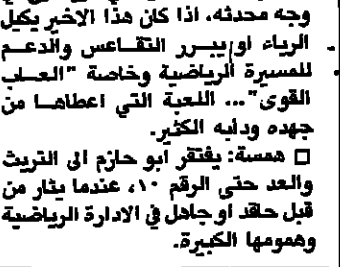 وجه محدثه، اذا كان هذا الاخير يكيل
الرياء او يبرر التقاعس والدعم
للمسيرة الرياضية وخاصة "العاب
القوى"... اللعبة التي اعطاها من
جهده ودأبه الكثير.
□ همسة: يفتقر ابو حازم الى التريث
والعد حتى الرقم ١٠، عندما يثار من
قبل حاقد او جاهل في الادارة الرياضية
وهمومها الكبيرة.